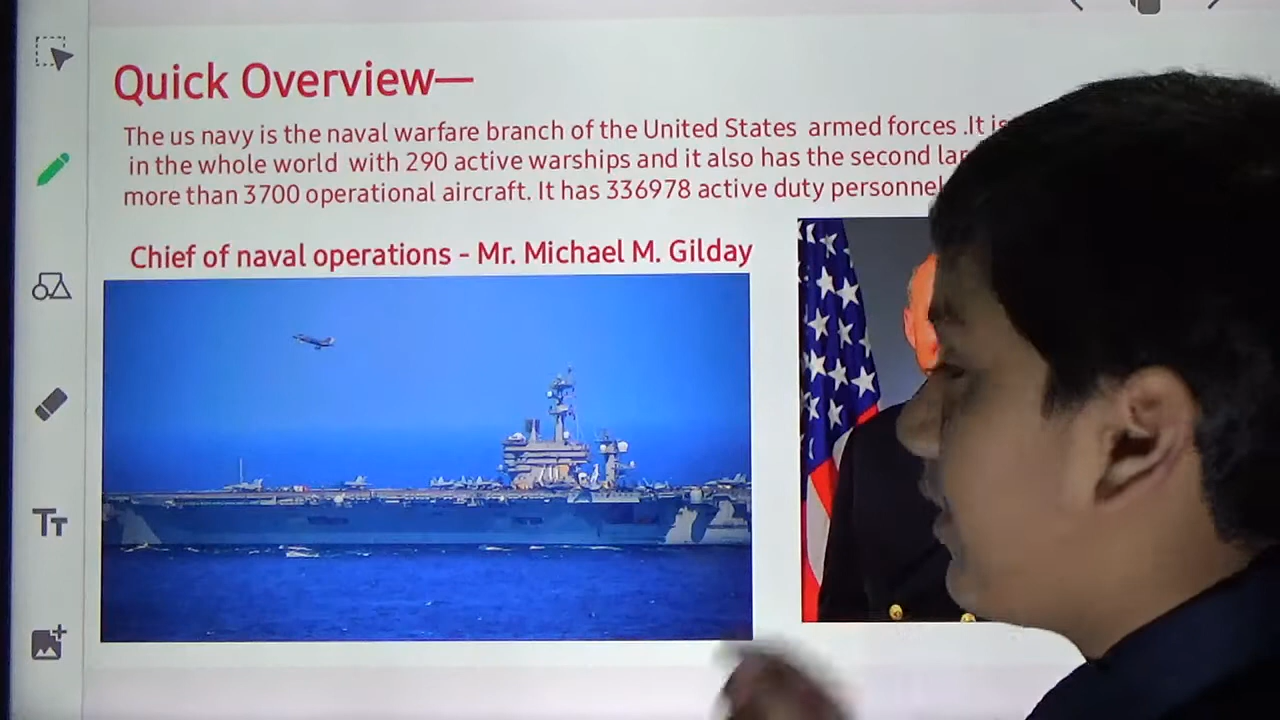 Quick Overview—
The us navy is the naval warfare branch of the United States armed forces .It is
in the whole world with 290 active warships and it also has the second
more than 3700 operational aircraft. It has 336978 active duty personnel
Chief of naval operations - Mr. Michael M. Gilday
TT